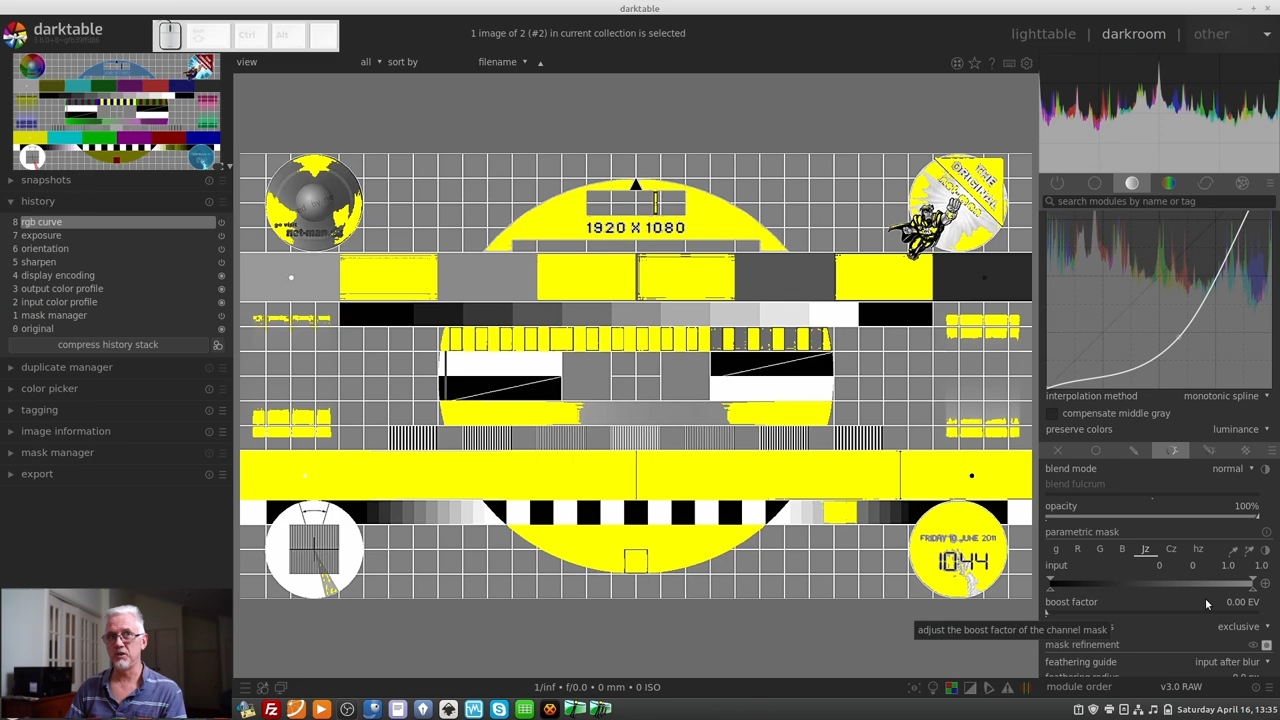 darktable
darktable
Ctrl
Alt
1 image of 2 (#2) in current collection is selected
lighttable | darkroom | other
view
all
sort by
filename
snapshots
history
8 rgb curve
7 exposure
6 orientation
5 sharpen
4 display encoding
3 output color profile
2 input color profile
1 mask manager
0 original
compress history stack
duplicate manager
color picker
tagging
image information
mask manager
export
1920 X 1080
THE
ORIGINAL
go visit
FRIDAY 10 JUNE 2011
1044
search modules by name or tag
interpolation method
monotonic spline
compensate middle gray
preserve colors
luminance
blend mode
normal
blend fulcrum
opacity
100%
parametric mask
g R G B Jz Cz hz
input
0 0 1.0 1.0
boost factor
0.00 EV
adjust the boost factor of the channel mask
exclusive
mask refinement
feathering guide
input after blur
1/inf • f/0.0 • 0 mm • 0 ISO
module order
v3.0 RAW
Saturday April 16, 13:35